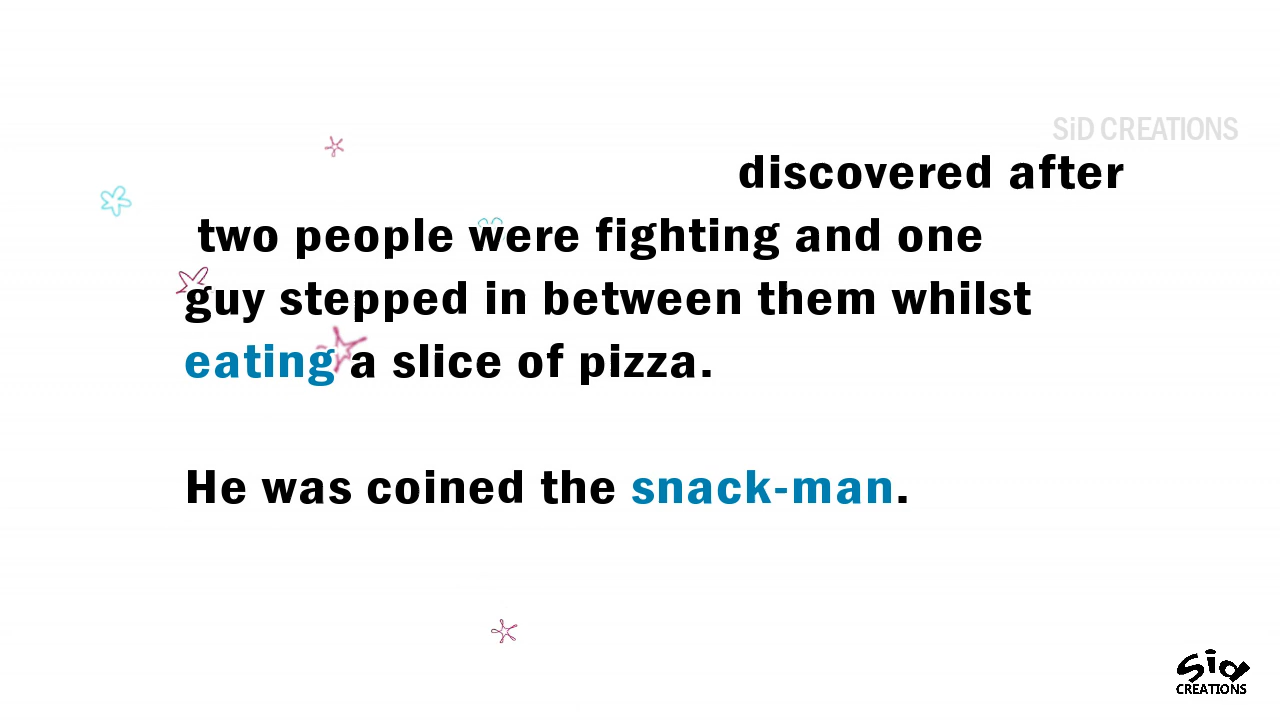 SiD CREATIONS
discovered after
two people were fighting and one
guy stepped in between them whilst
eating a slice of pizza.
He was coined the snack-man.
Sid
CREATIONS